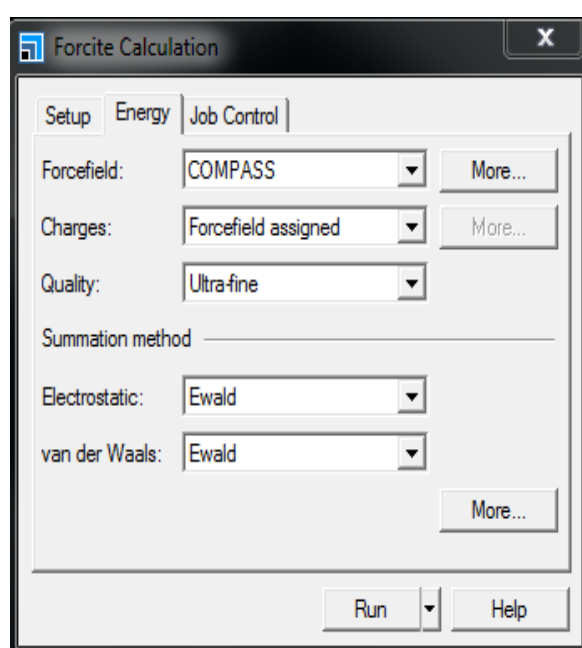 Forcite Calculation X
Setup Energy Job Control
Forcefield: COMPASS More...
Charges: Forcefield assigned More...
Quality: Ultra-fine
Summation method
Electrostatic: Ewald
van der Waals: Ewald
More...
Run Help